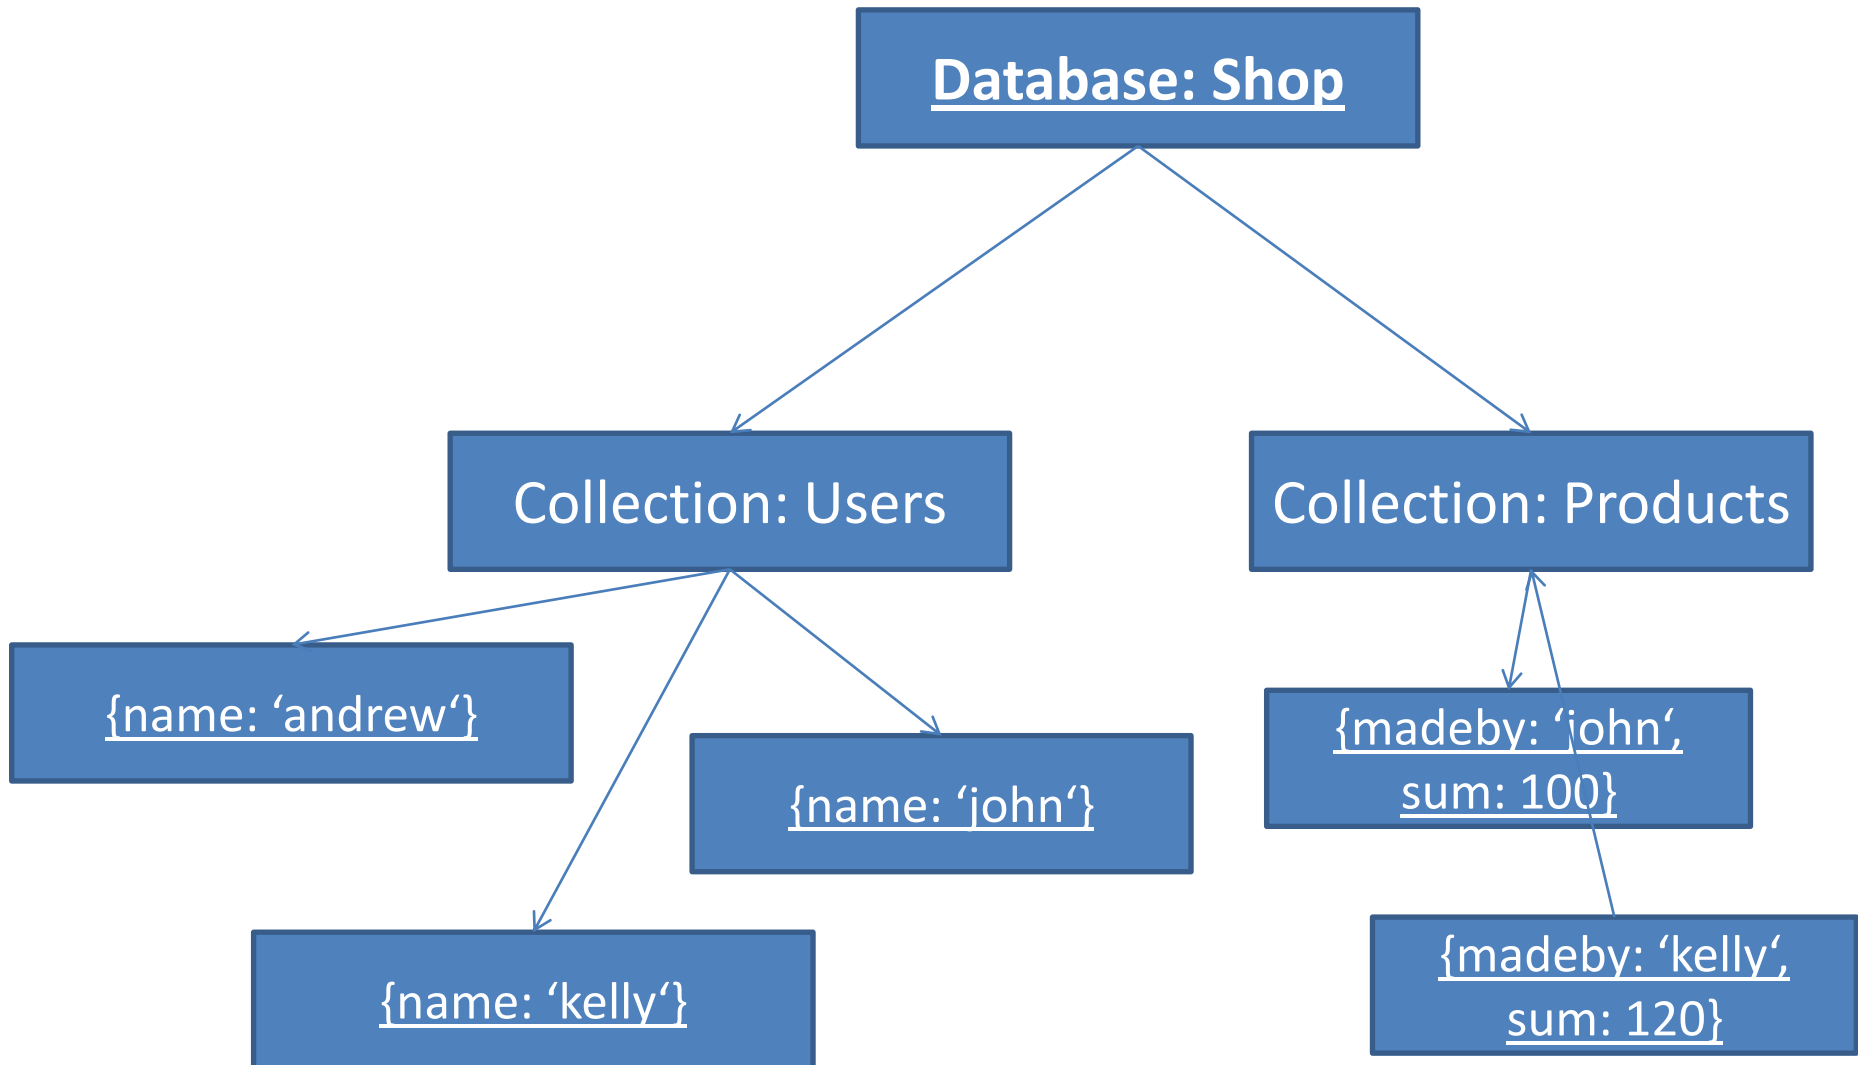 Database: Shop
Collection: Users
Collection: Products
{name: ‘andrew‘}
{name: ‘john‘}
{name: ‘kelly‘}
{madeby: ‘john‘,
sum: 100}
{madeby: ‘kelly‘,
sum: 120}